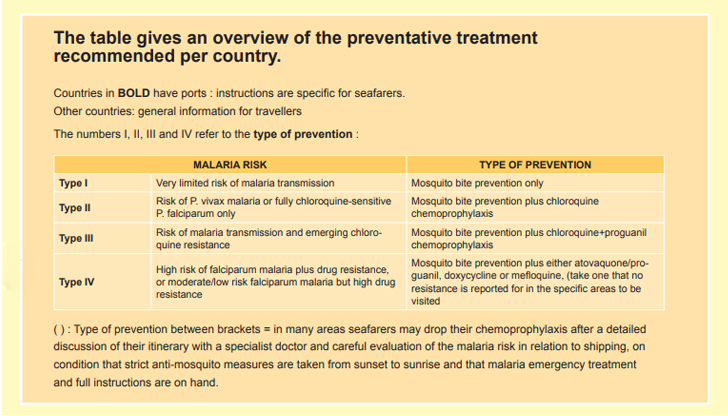 The table gives an overview of the preventative treatment
recommended per country.
Countries in BOLD have ports : instructions are specific for seafarers.
Other countries: general information for travellers
The numbers I, II, III and IV refer to the type of prevention :
MALARIA RISK TYPE OF PREVENTION
Type I Very limited risk of malaria transmission Mosquito bite prevention only
Type II
Risk of P. vivax malaria or fully chloroquine-sensitive
P. falciparum only
Mosquito bite prevention plus chloroquine
chemoprophylaxis
Type III
Risk of malaria transmission and emerging chloro-
quine resistance
Mosquito bite prevention plus chloroquine+proguanil
chemoprophylaxis
Type IV
High risk of falciparum malaria plus drug resistance,
or moderate/low risk falciparum malaria but high drug
resistance
Mosquito bite prevention plus either atovaquone/pro-
guanil, doxycycline or mefloquine, (take one that no
resistance is reported for in the specific areas to be
visited
( ) : Type of prevention between brackets = in many areas seafarers may drop their chemoprophylaxis after a detailed
discussion of their itinerary with a specialist doctor and careful evaluation of the malaria risk in relation to shipping, on
condition that strict anti-mosquito measures are taken from sunset to sunrise and that malaria emergency treatment
and full instructions are on hand.